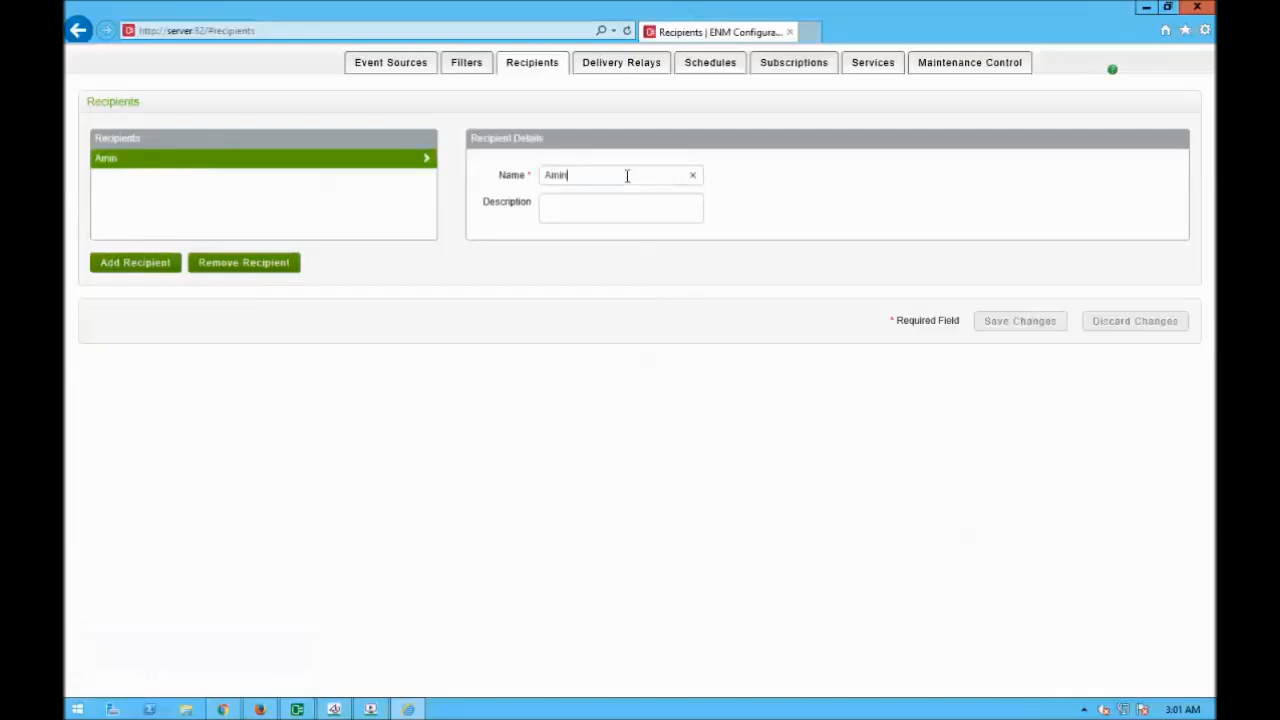 http://server:82/#recipients
Recipients | ENM Configura...
Event Sources
Filters
Recipients
Delivery Relays
Schedules
Subscriptions
Services
Maintenance Control
Recipients
Recipients
Amin
Add Recipient
Remove Recipient
Recipient Details
Name *
Amin
Description
* Required Field
Save Changes
Discard Changes
3:01 AM